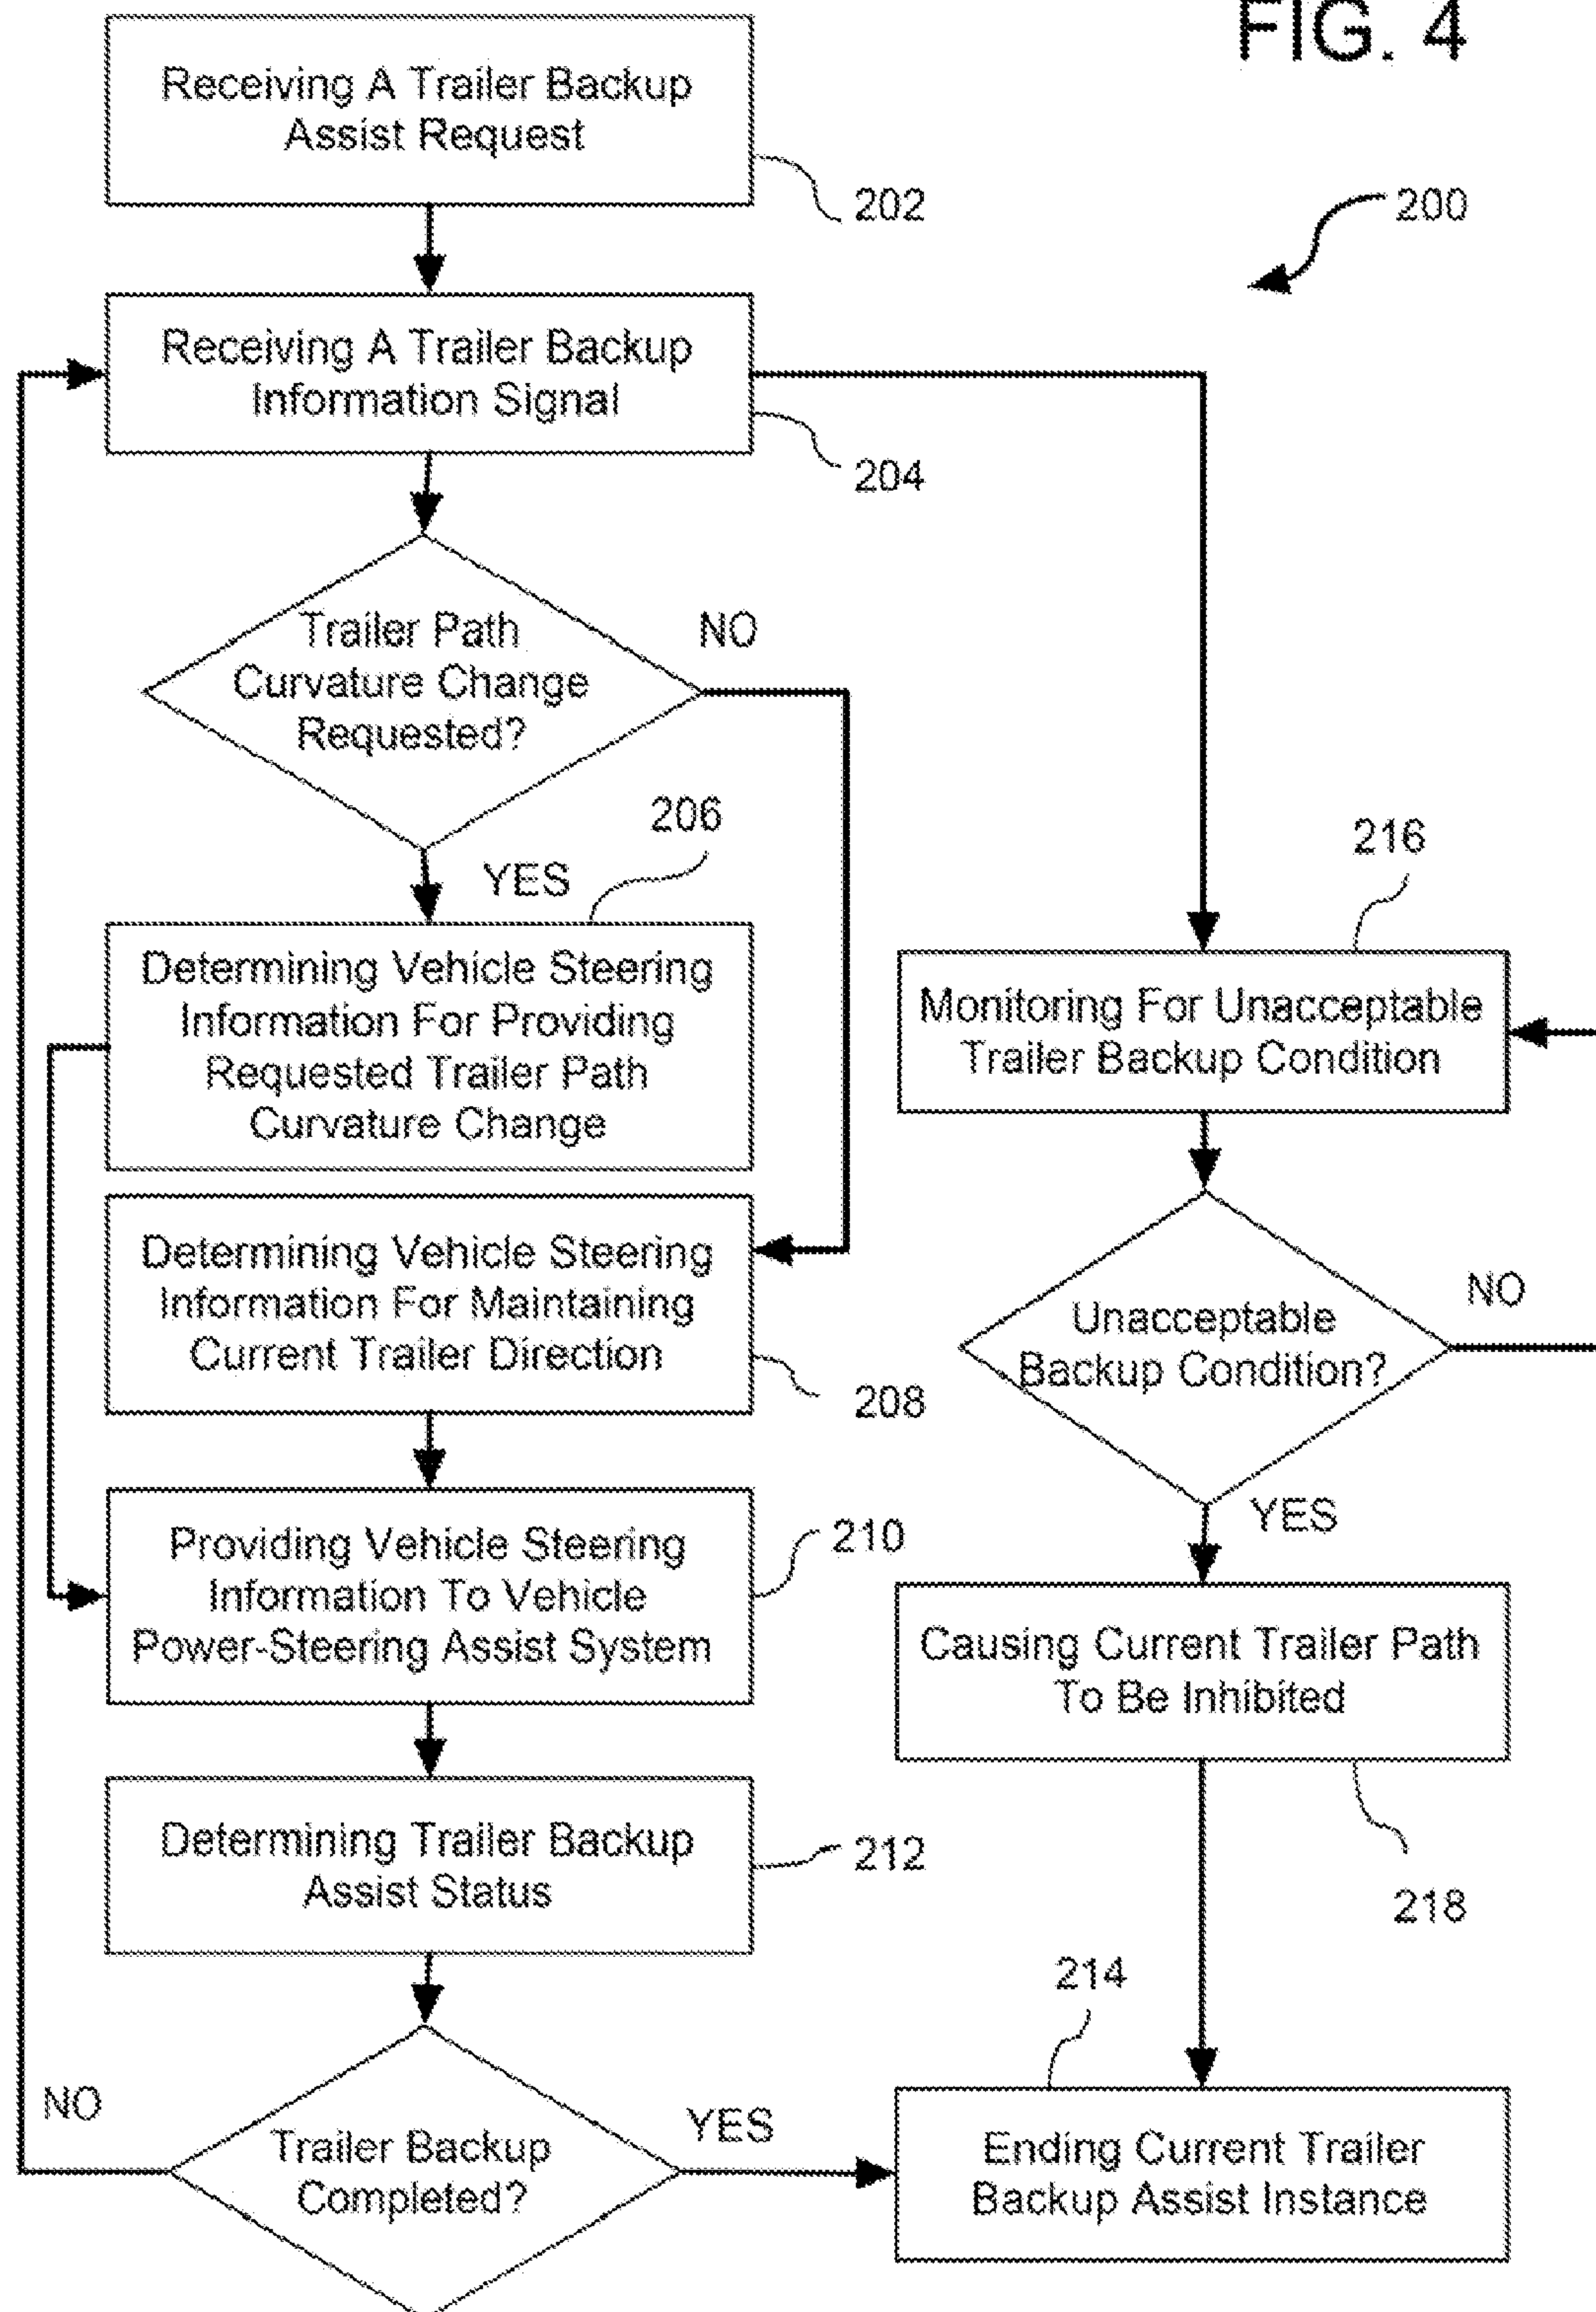 FIG. 4
Receiving A Trailer Backup
Assist Request
202
200
Receiving A Trailer Backup
Information Signal
204
Trailer Path
Curvature Change
Requested?
NO
YES
206
Determining Vehicle Steering
Information For Providing
Requested Trailer Path
Curvature Change
Determining Vehicle Steering
Information For Maintaining
Current Trailer Direction
208
Providing Vehicle Steering
Information To Vehicle
Power-Steering Assist System
210
Determining Trailer Backup
Assist Status
212
Trailer Backup
Completed?
NO
YES
216
Monitoring For Unacceptable
Trailer Backup Condition
Unacceptable
Backup Condition?
NO
YES
Causing Current Trailer Path
To Be Inhibited
218
214
Ending Current Trailer
Backup Assist Instance